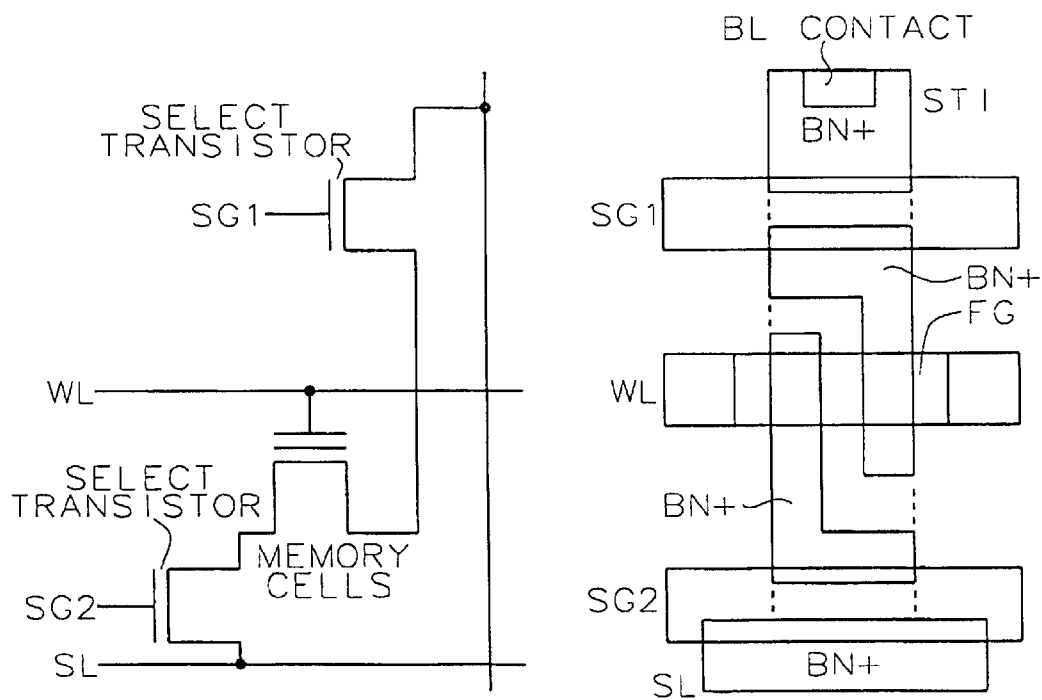 SELECT
TRANSISTOR
SG1
WL
SELECT
TRANSISTOR
MEMORY
CELLS
SG2
SL
BL CONTACT
STI
BN+
SG1
BN+
FG
WL
BN+
SG2
BN+
SL